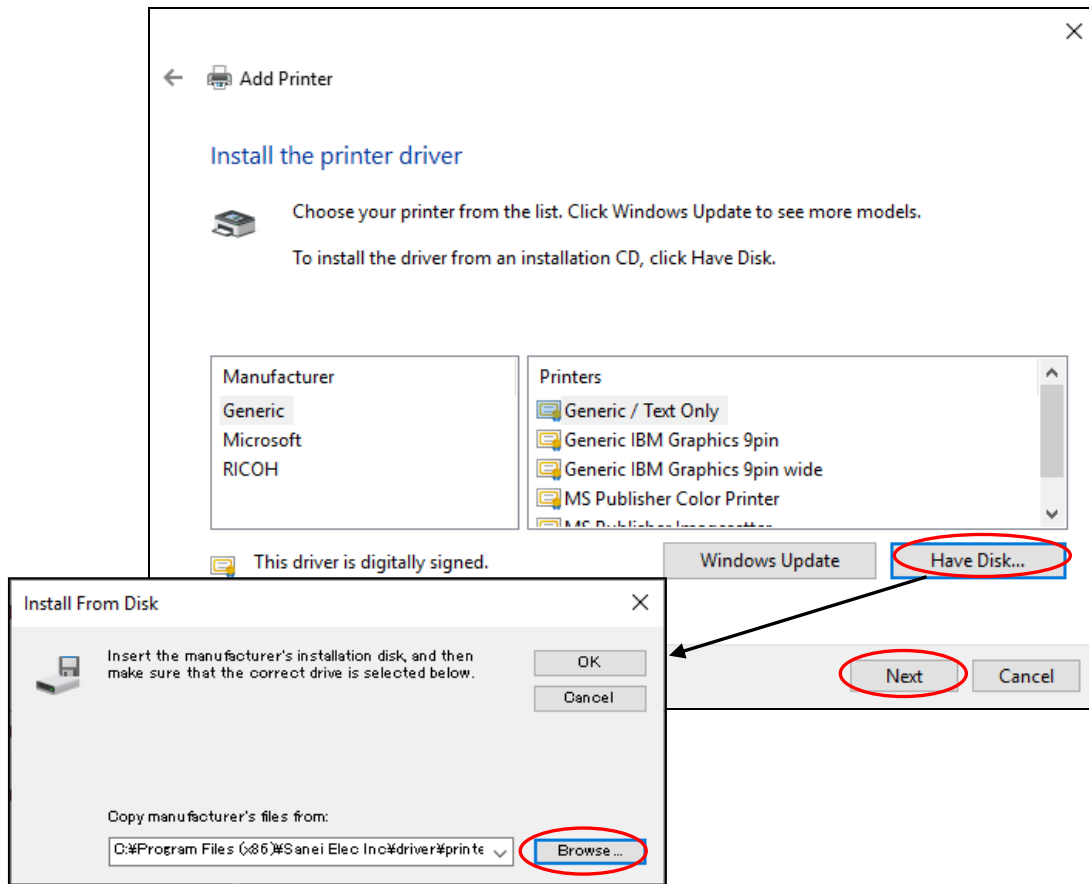 Add Printer
Install the printer driver
Choose your printer from the list. Click Windows Update to see more models.
To install the driver from an installation CD, click Have Disk.
Manufacturer
Generic
Microsoft
RICOH
Printers
Generic / Text Only
Generic IBM Graphics 9pin
Generic IBM Graphics 9pin wide
MS Publisher Color Printer
MS Publisher Imagesetter
This driver is digitally signed.
Windows Update
Have Disk...
Next
Cancel
Install From Disk
Insert the manufacturer's installation disk, and then
make sure that the correct drive is selected below.
OK
Cancel
Copy manufacturer's files from:
C:¥Program Files (x86)¥Sanei Elec Inc¥driver¥printe
Browse...